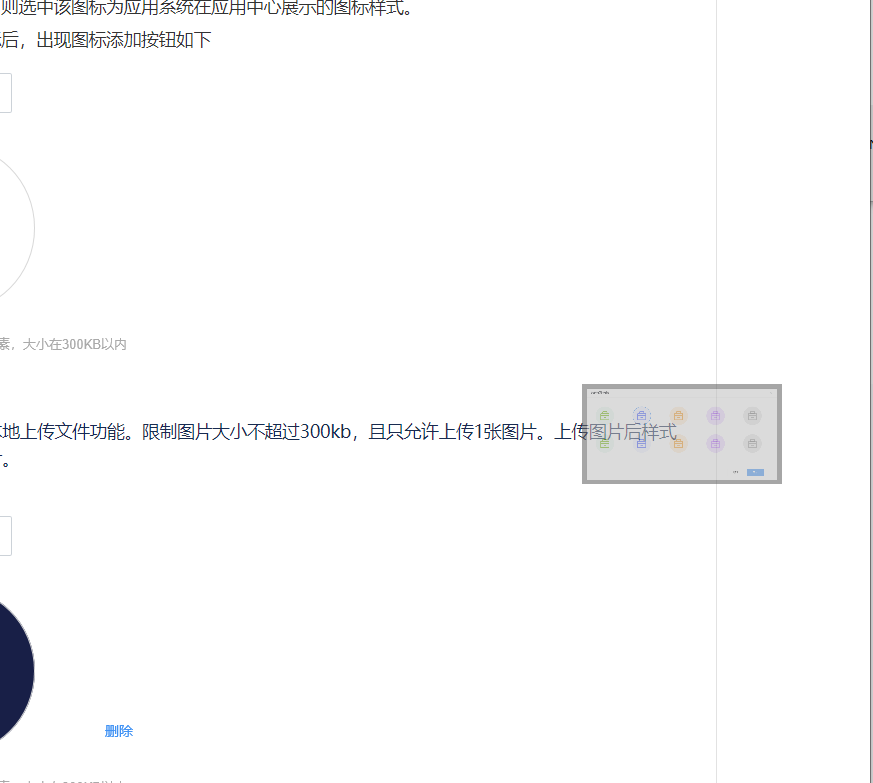 则选中该图标为应用系统在应用中心展示的图标样式。
后，出现图标添加按钮如下
素，大小在300KB以内
地上传文件功能。限制图片大小不超过300kb，且只允许上传1张图片。上传图片后样式
。
删除